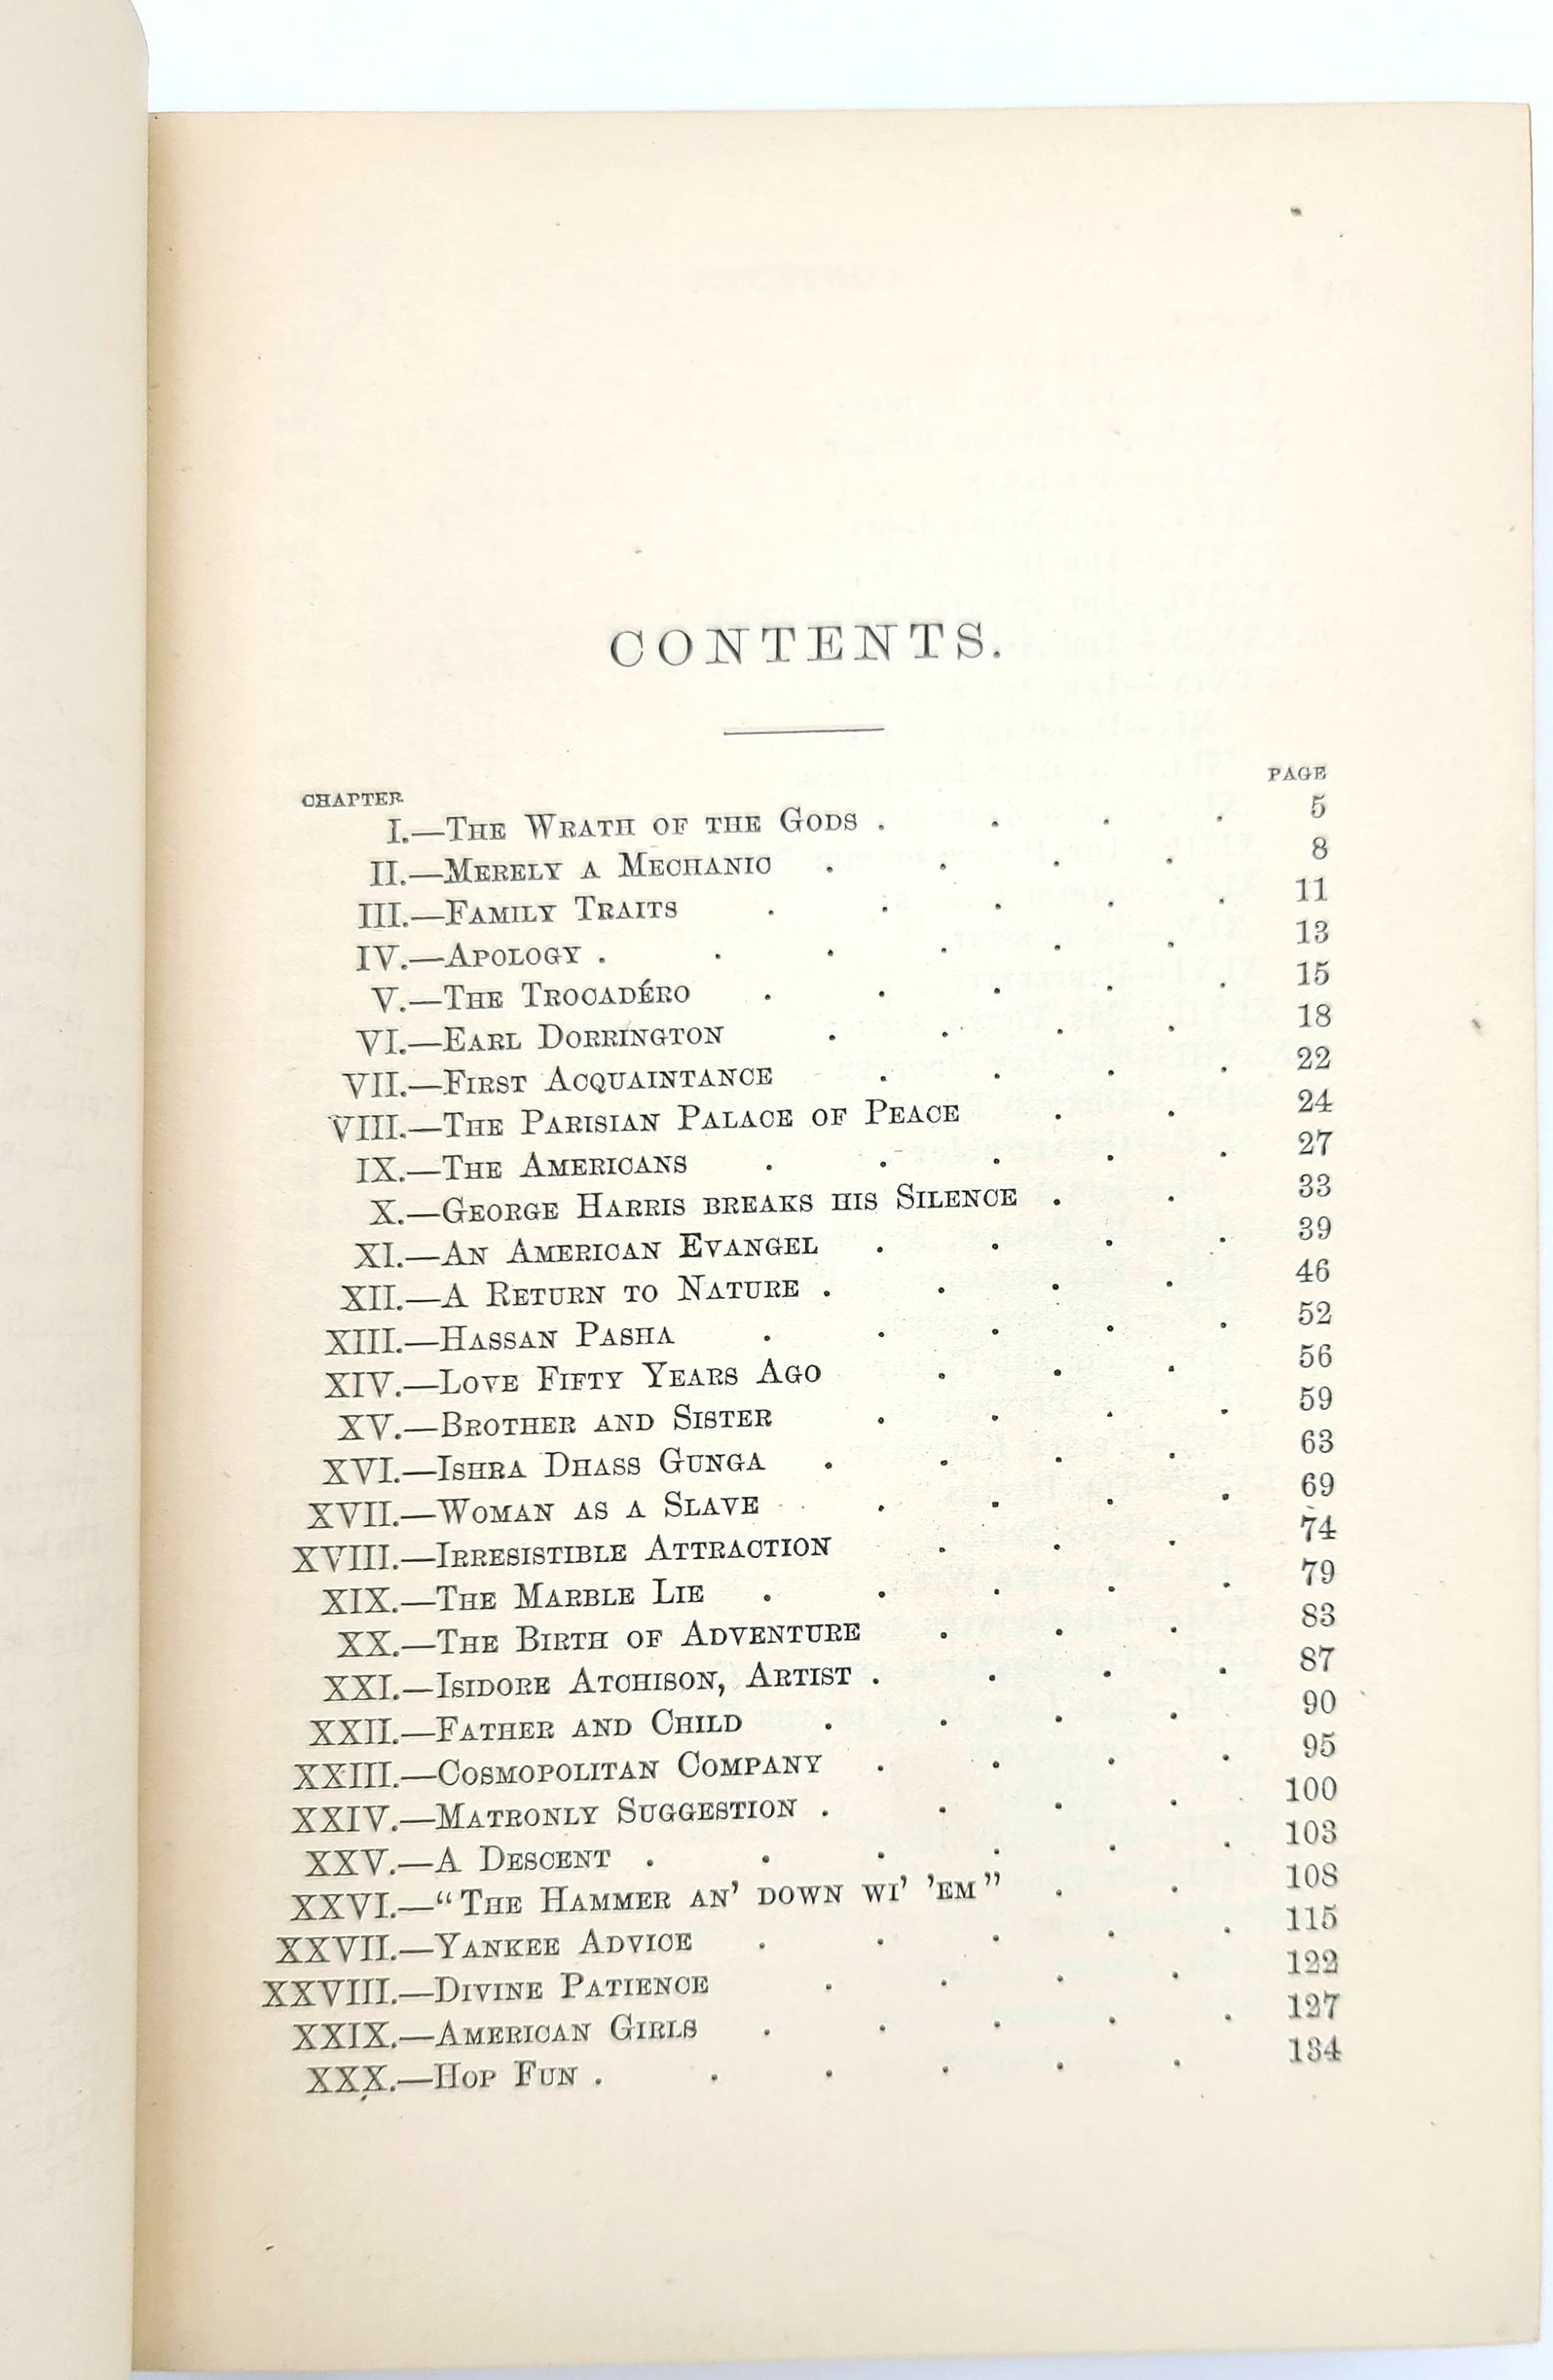 CONTENTS.
CHAPTER PAGE
I.—The Wrath of the Gods . . . . 5
II.—Merely a Mechanic . . . . 8
III.—Family Traits . . . . . 11
IV.—Apology . . . . . . 13
V.—The Trocadéro . . . . . 15
VI.—Earl Dorrington . . . . 18
VII.—First Acquaintance . . . . 22
VIII.—The Parisian Palace of Peace . . 24
IX.—The Americans . . . . . 27
X.—George Harris breaks his Silence . . 33
XI.—An American Evangel . . . . 39
XII.—A Return to Nature . . . . 46
XIII.—Hassan Pasha . . . . . 52
XIV.—Love Fifty Years Ago . . . 56
XV.—Brother and Sister . . . . 59
XVI.—Ishra Dhass Gunga . . . . 63
XVII.—Woman as a Slave . . . . 69
XVIII.—Irresistible Attraction . . . 74
XIX.—The Marble Lie . . . . . 79
XX.—The Birth of Adventure . . . 83
XXI.—Isidore Atchison, Artist . . . . 87
XXII.—Father and Child . . . . 90
XXIII.—Cosmopolitan Company . . . . 95
XXIV.—Matronly Suggestion . . . . 100
XXV.—A Descent . . . . . . 103
XXVI.—"The Hammer an' down wi' 'em" . . 108
XXVII.—Yankee Advice . . . . . 115
XXVIII.—Divine Patience . . . . 122
XXIX.—American Girls . . . . . 127
XXX.—Hop Fun . . . . . . 134